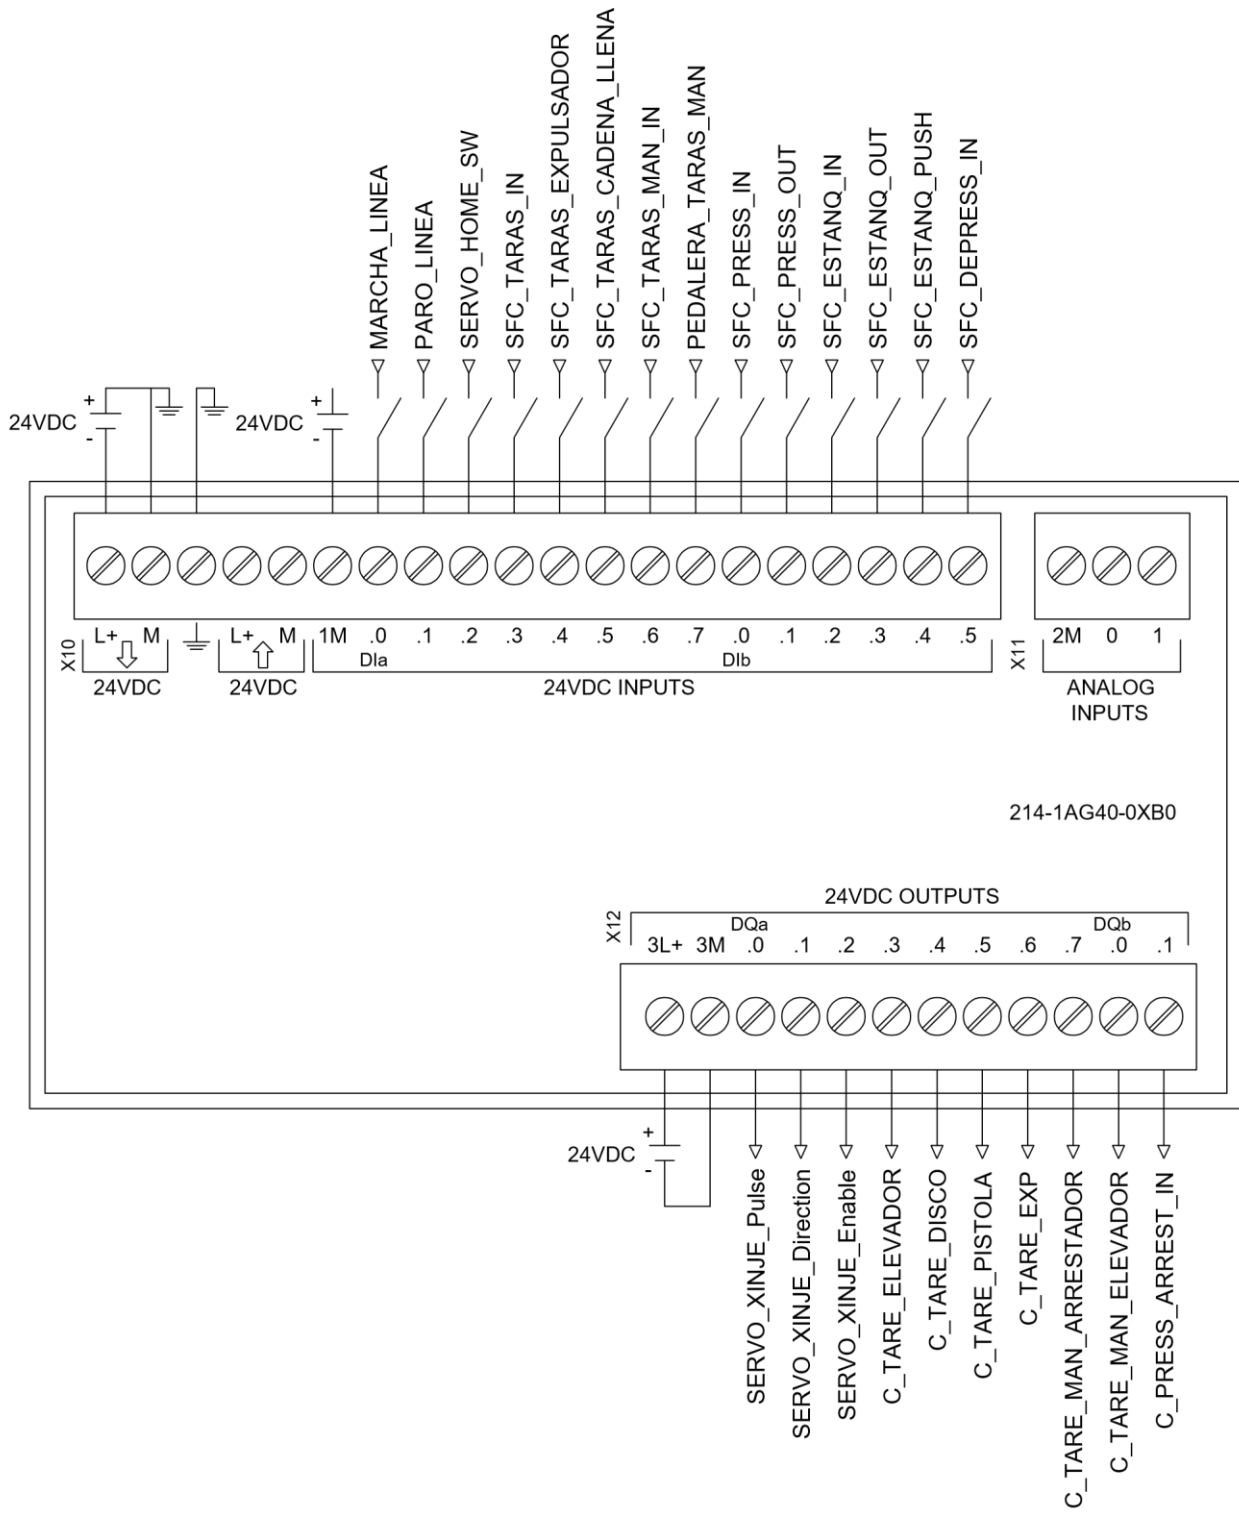 MARCHA_LINEA
PARO_LINEA
SERVO_HOME_SW
SFC_TARAS_IN
SFC_TARAS_EXPULSADOR
SFC_TARAS_CADENA_LLENA
SFC_TARAS_MAN_IN
PEDALERA_TARAS_MAN
SFC_PRESS_IN
SFC_PRESS_OUT
SFC_ESTANQ_IN
SFC_ESTANQ_OUT
SFC_ESTANQ_PUSH
SFC_DEPRESS_IN
+
24VDC
-
+
24VDC
-
X10
L+ M
24VDC
L+ M
24VDC
1M .0 .1 .2 .3 .4 .5 .6 .7 .0 .1 .2 .3 .4 .5
DIa DIb
24VDC INPUTS
X11
2M 0 1
ANALOG
INPUTS
214-1AG40-0XB0
24VDC OUTPUTS
X12
DQa DQb
3L+ 3M .0 .1 .2 .3 .4 .5 .6 .7 .0 .1
+
24VDC
-
SERVO_XINJE_Pulse
SERVO_XINJE_Direction
SERVO_XINJE_Enable
C_TARE_ELEVADOR
C_TARE_DISCO
C_TARE_PISTOLA
C_TARE_EXP
C_TARE_MAN_ARRESTADOR
C_TARE_MAN_ELEVADOR
C_PRESS_ARREST_IN